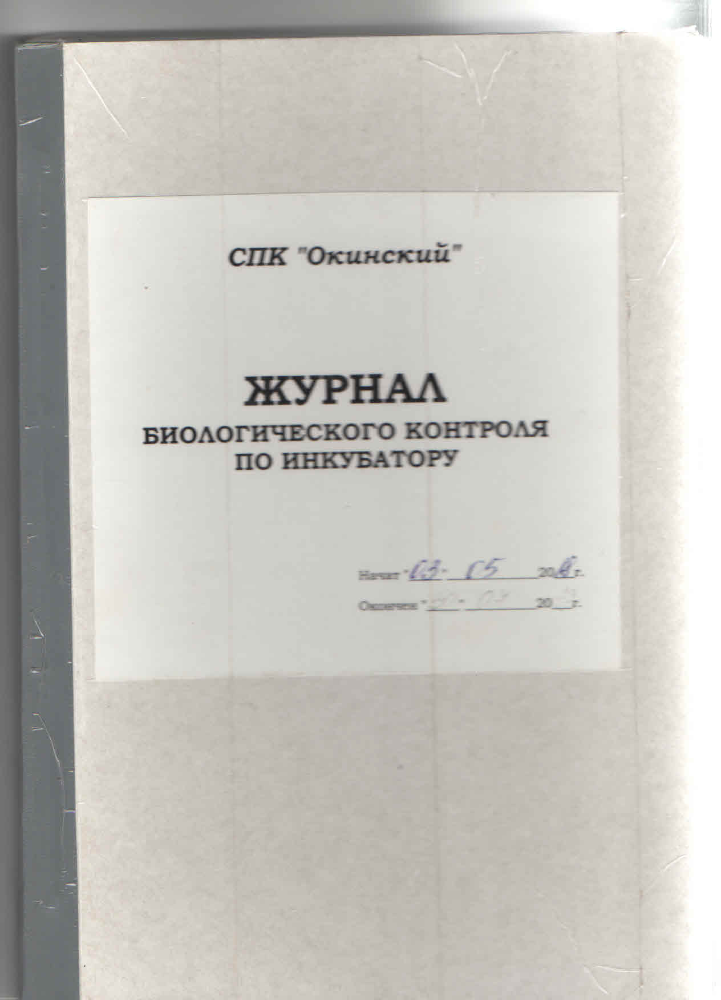 СПК "Окинский"
ЖУРНАЛ
БИОЛОГИЧЕСКОГО КОНТРОЛЯ
ПО ИНКУБАТОРУ
Начат "03" 05 20 г.
Окончен " " 20 г.